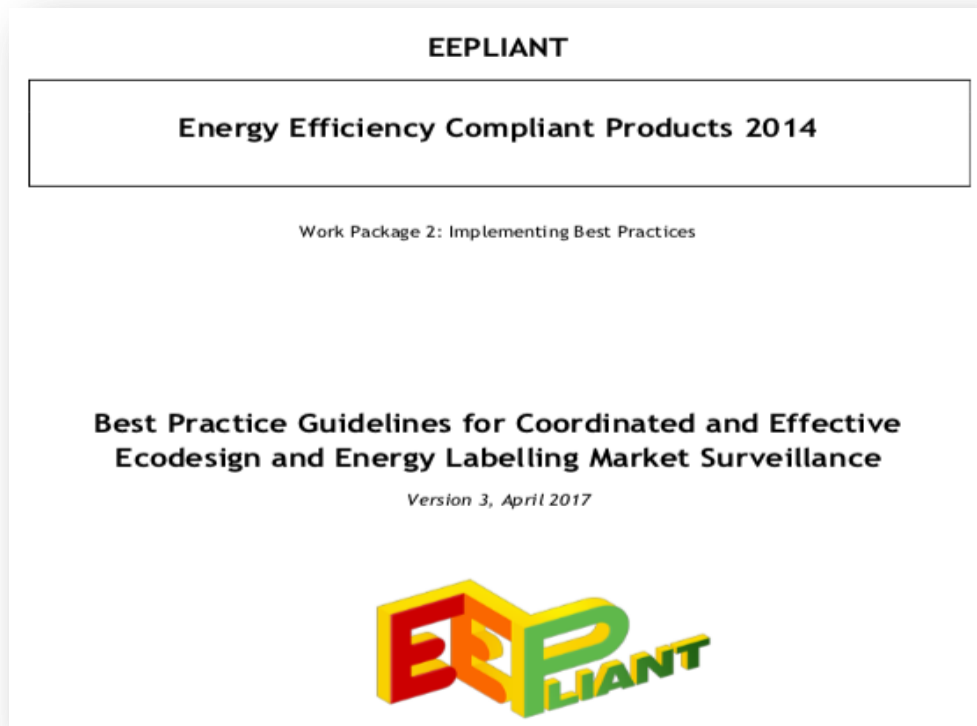 EEPLIANT
Energy Efficiency Compliant Products 2014
Work Package 2: Implementing Best Practices
Best Practice Guidelines for Coordinated and Effective
Ecodesign and Energy Labelling Market Surveillance
Version 3, April 2017
EEPLIANT